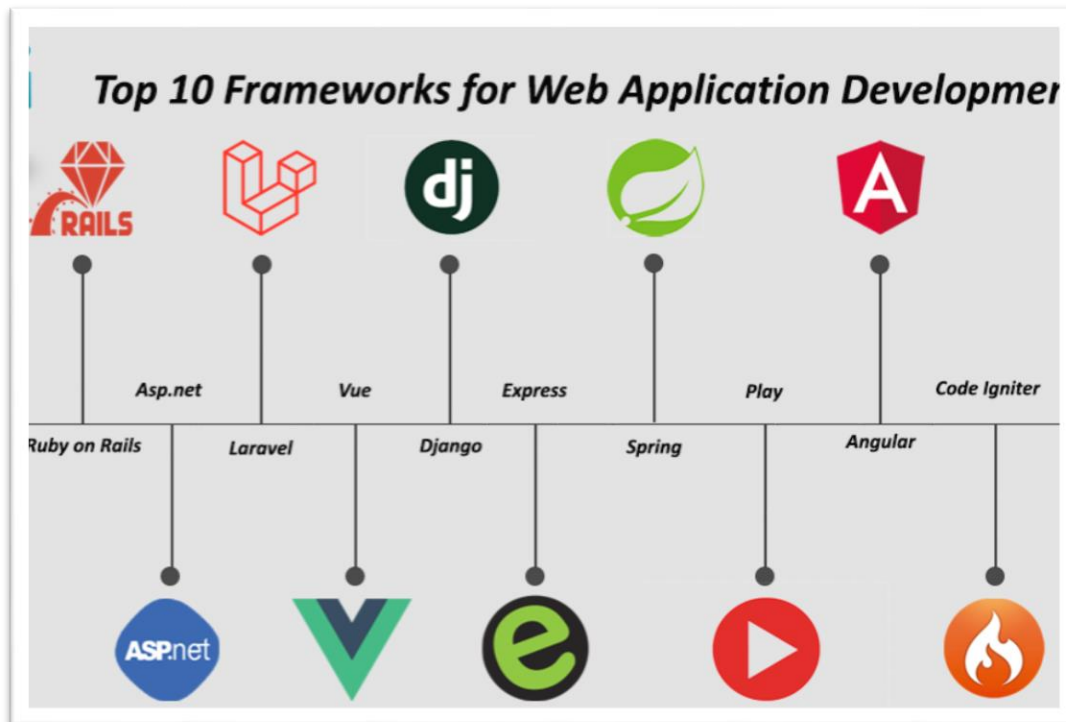 Top 10 Frameworks for Web Application Developmen
RAILS
dj
A
Asp.net
Vue
Express
Play
Code Igniter
Ruby on Rails
Laravel
Django
Spring
Angular
ASP.net
e